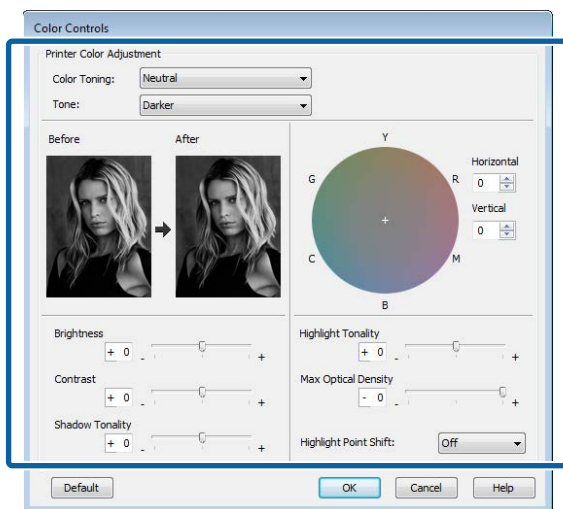 Color Controls
Printer Color Adjustment
Color Toning: Neutral
Tone: Darker
Before After
Y
G R
C M
B
Horizontal
0
Vertical
0
Brightness
+ 0 - +
Contrast
+ 0 - +
Shadow Tonality
+ 0 - +
Highlight Tonality
+ 0 - +
Max Optical Density
- 0 - +
Highlight Point Shift: Off
Default OK Cancel Help